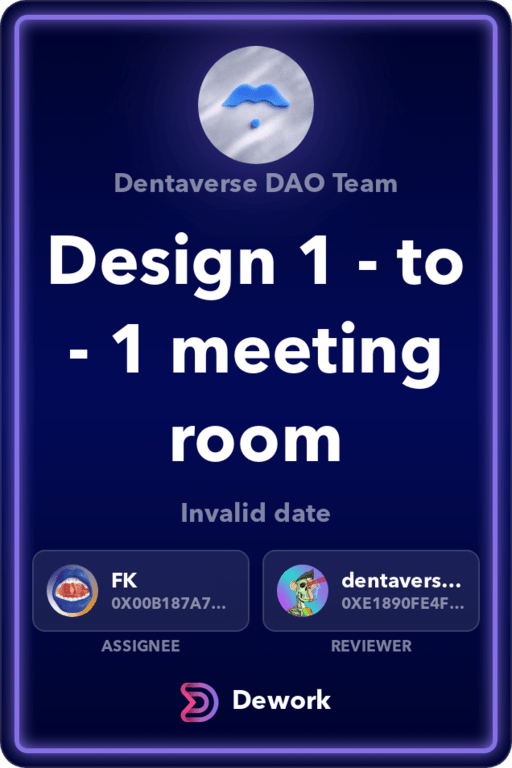 Dentaverse DAO Team
Design 1 - to
- 1 meeting
room
Invalid date
FK
0X00B187A7...
dentavers...
0XE1890FE4F...
ASSIGNEE
REVIEWER
Dework